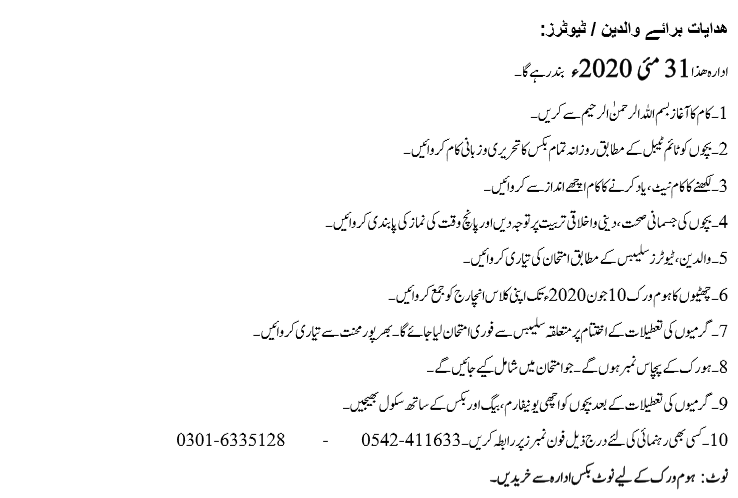 ھدایات برائے والدین / ٹیوٹرز:
ادارہ ھذا 31 مئی 2020ء بند رہے گا۔
1۔کام کا آغاز بسم اللہ الرحمنٰ الرحیم سے کریں۔
2۔بچوں کو ٹائم ٹیبل کے مطابق روزانہ تمام بکس کا تحریری و زبانی کام کروائیں۔
3۔لکھنے کا کام نیٹ، یاد کرنے کا کام اچھے انداز سے کروائیں۔
4۔بچوں کی جسمانی صحت، دینی و اخلاقی تربیت پر توجہ دیں اور پانچ وقت کی نماز کی پابندی کروائیں۔
5۔والدین، ٹیوٹرز سلیبس کے مطابق امتحان کی تیاری کروائیں۔
6۔چھٹیوں کا ہوم ورک 10جون 2020ء تک اپنی کلاس انچارج کو جمع کروائیں۔
7۔گرمیوں کی تعطیلات کے اختتام پر متعلقہ سلیبس سے فوری امتحان لیا جائے گا۔ بھرپور محنت سے تیاری کروائیں۔
8۔ہورک کے پچاس نمبر ہوں گے۔ جو امتحان میں شامل کیے جائیں گے۔
9۔گرمیوں کی تعطیلات کے بعد بچوں کو اچھی یونیفارم، بیگ اور بکس کے ساتھ سکول بھیجیں۔
10۔کسی بھی رہنمائی کی لئے درج ذیل فون نمبرز پر رابطہ کریں۔ 0542-411633 - 0301-6335128
نوٹ: ہوم ورک کے لیے نوٹ بکس ادارہ سے خریدیں۔